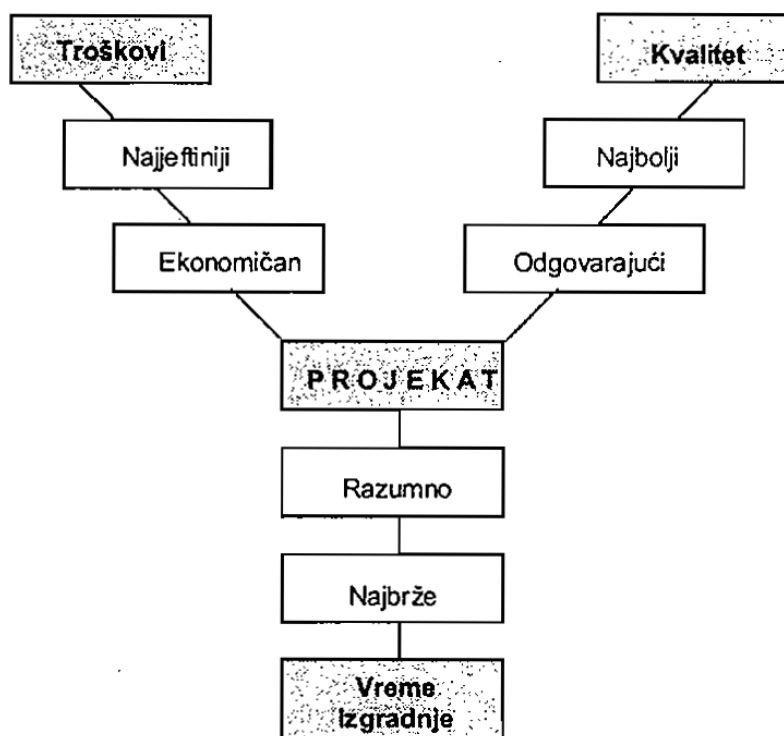 Troškovi
Kvalitet
Najjeftiniji
Najbolji
Ekonomičan
Odgovarajući
PROJEKAT
Razumno
Najbrže
Vreme
Izgradnje